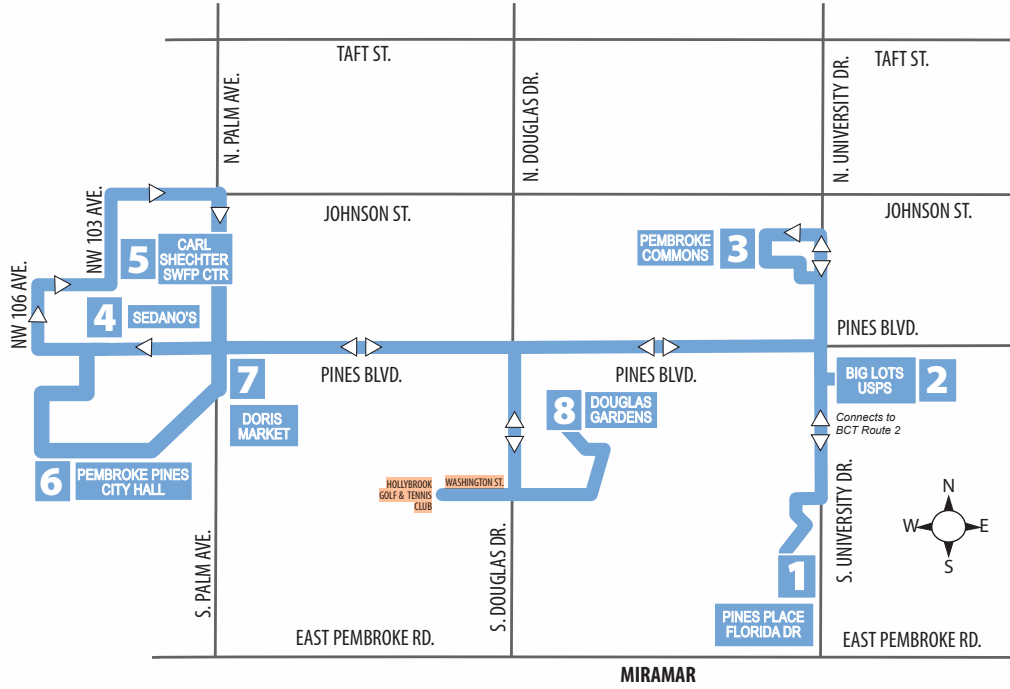 TAFT ST.
TAFT ST.
N. PALM AVE.
N. DOUGLAS DR.
N. UNIVERSITY DR.
NW 103 AVE.
JOHNSON ST.
JOHNSON ST.
5
CARL
SHECHTER
SWFP CTR
PEMBROKE
COMMONS
3
NW 106 AVE.
4
SEDANO'S
PINES BLVD.
PINES BLVD.
PINES BLVD.
7
DORIS
MARKET
8
DOUGLAS
GARDENS
BIG LOTS
USPS
2
Connects to
BCT Route 2
6
PEMBROKE PINES
CITY HALL
HOLLYBROOK
GOLF & TENNIS
CLUB
WASHINGTON ST.
S. PALM AVE.
S. DOUGLAS DR.
S. UNIVERSITY DR.
N
W
E
S
1
PINES PLACE
FLORIDA DR
EAST PEMBROKE RD.
EAST PEMBROKE RD.
MIRAMAR